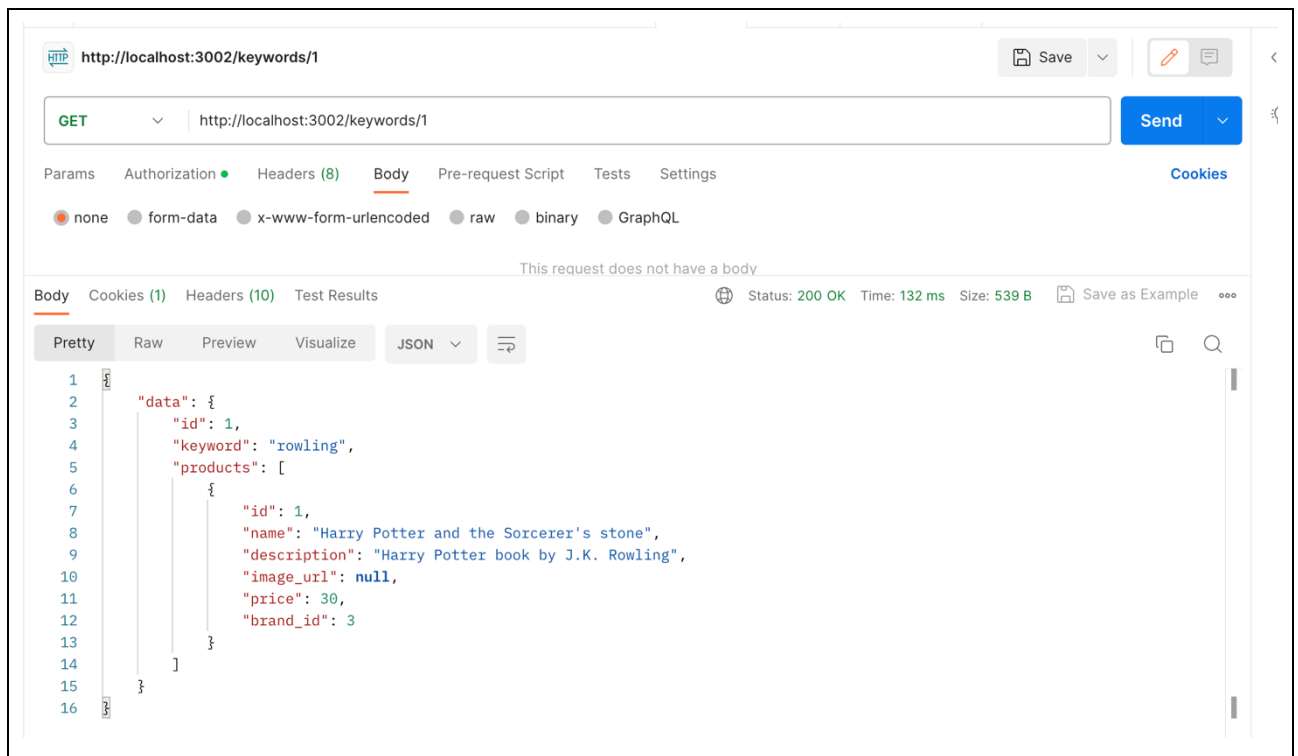 HTTP http://localhost:3002/keywords/1 Save
GET http://localhost:3002/keywords/1 Send
Params Authorization Headers (8) Body Pre-request Script Tests Settings Cookies
none form-data x-www-form-urlencoded raw binary GraphQL
This request does not have a body
Body Cookies (1) Headers (10) Test Results Status: 200 OK Time: 132 ms Size: 539 B Save as Example
Pretty Raw Preview Visualize JSON
1 {
2 "data": {
3 "id": 1,
4 "keyword": "rowling",
5 "products": [
6 {
7 "id": 1,
8 "name": "Harry Potter and the Sorcerer's stone",
9 "description": "Harry Potter book by J.K. Rowling",
10 "image_url": null,
11 "price": 30,
12 "brand_id": 3
13 }
14 ]
15 }
16 }